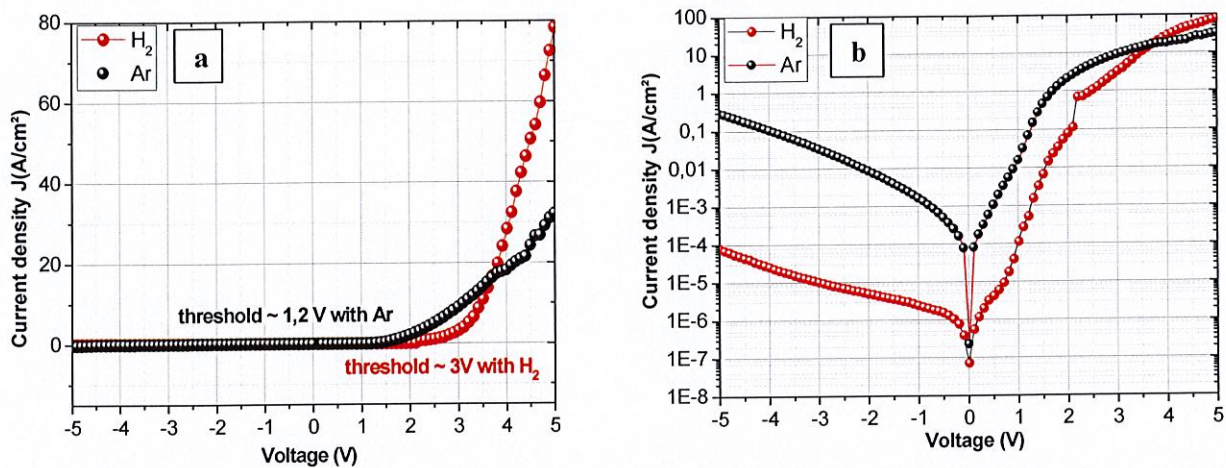 Current density J(A/cm²)
80
60
40
20
0
H₂
Ar
a
threshold ~ 1,2 V with Ar
threshold ~ 3V with H₂
-5 -4 -3 -2 -1 0 1 2 3 4 5
Voltage (V)
Current density J(A/cm²)
100
10
1
0,1
0,01
1E-3
1E-4
1E-5
1E-6
1E-7
1E-8
H₂
Ar
b
-5 -4 -3 -2 -1 0 1 2 3 4 5
Voltage (V)